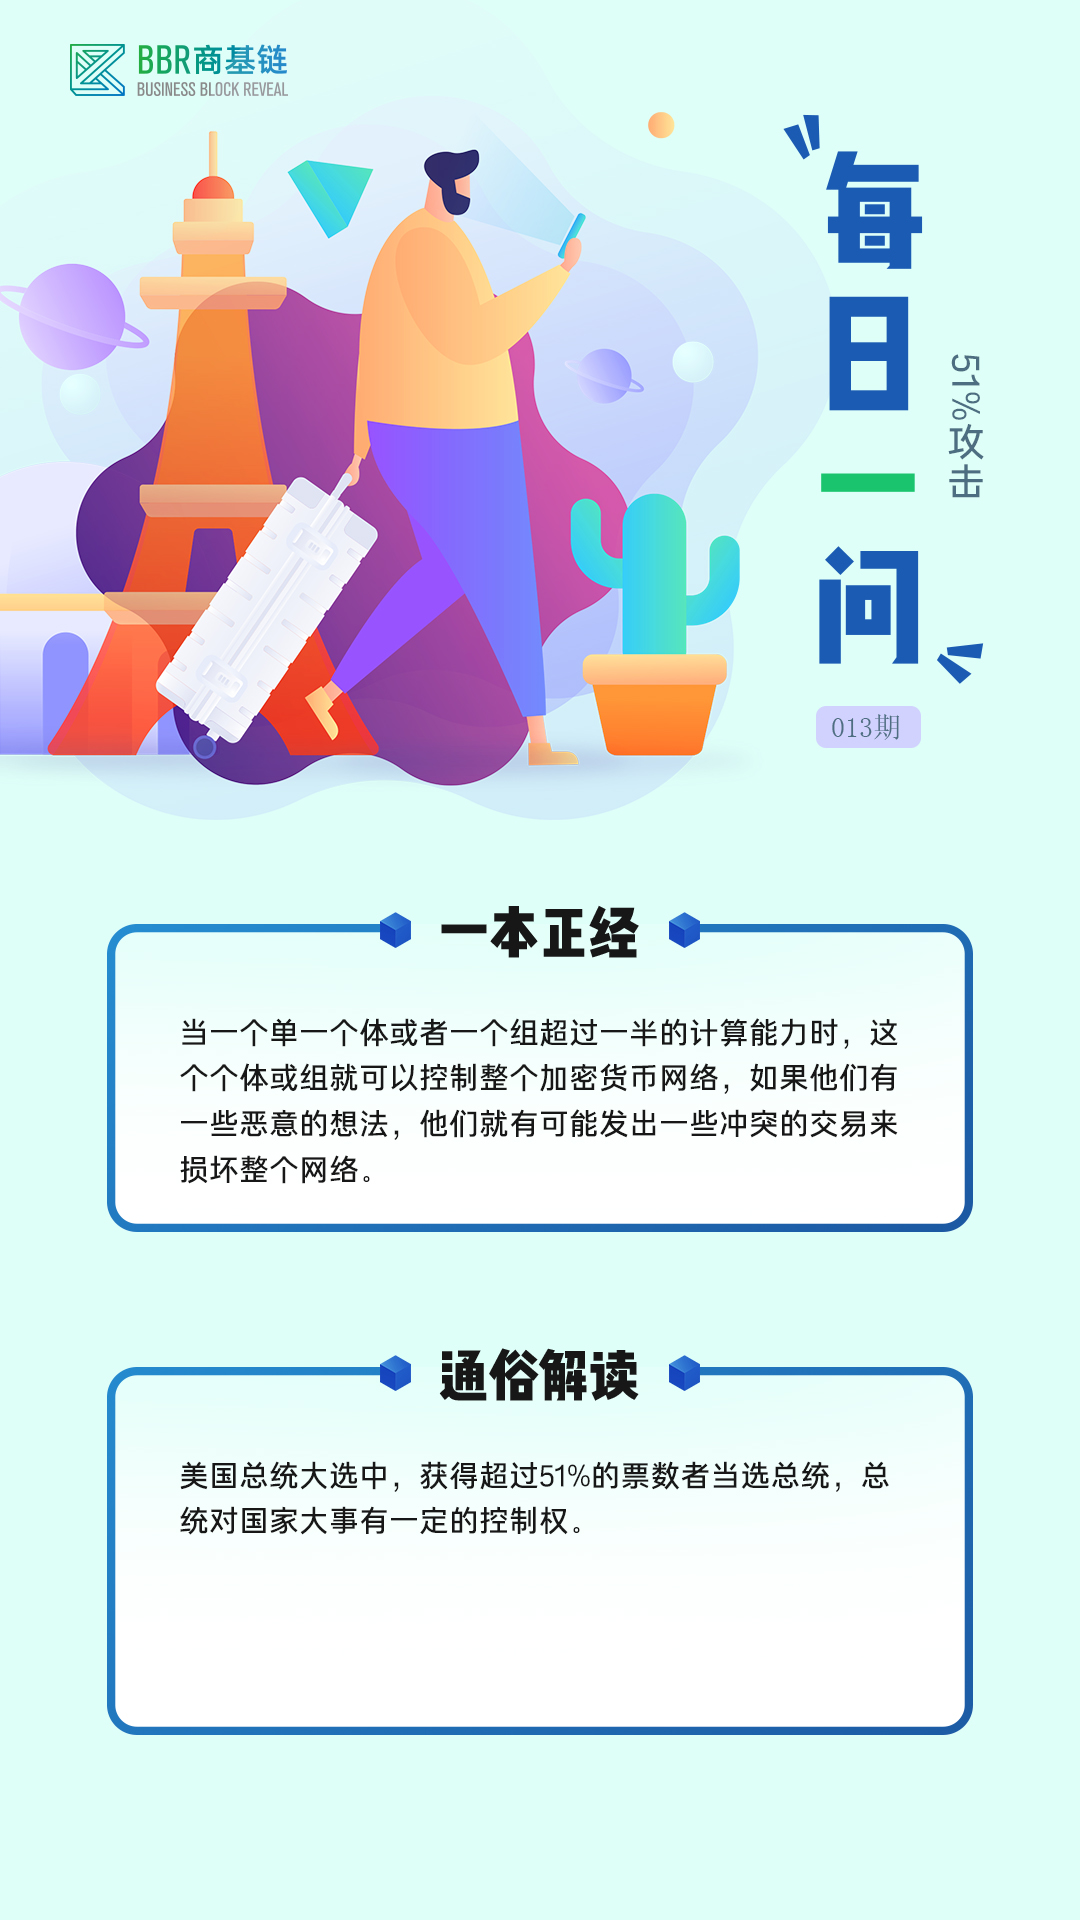 BBR商基链
BUSINESS BLOCK REVEAL
每日一问
51%攻击
013期
一本正经
当一个单一个体或者一个组超过一半的计算能力时，这
个个体或组就可以控制整个加密货币网络，如果他们有
一些恶意的想法，他们就有可能发出一些冲突的交易来
损坏整个网络。
通俗解读
美国总统大选中，获得超过51%的票数者当选总统，总
统对国家大事有一定的控制权。